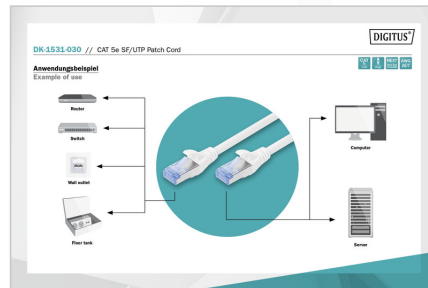 DIGITUS®
DK-1531-030 // CAT 5e SF/UTP Patch Cord
Anwendungsbeispiel
Example of use
Router
Switch
Wall outlet
Floor tank
Computer
Server